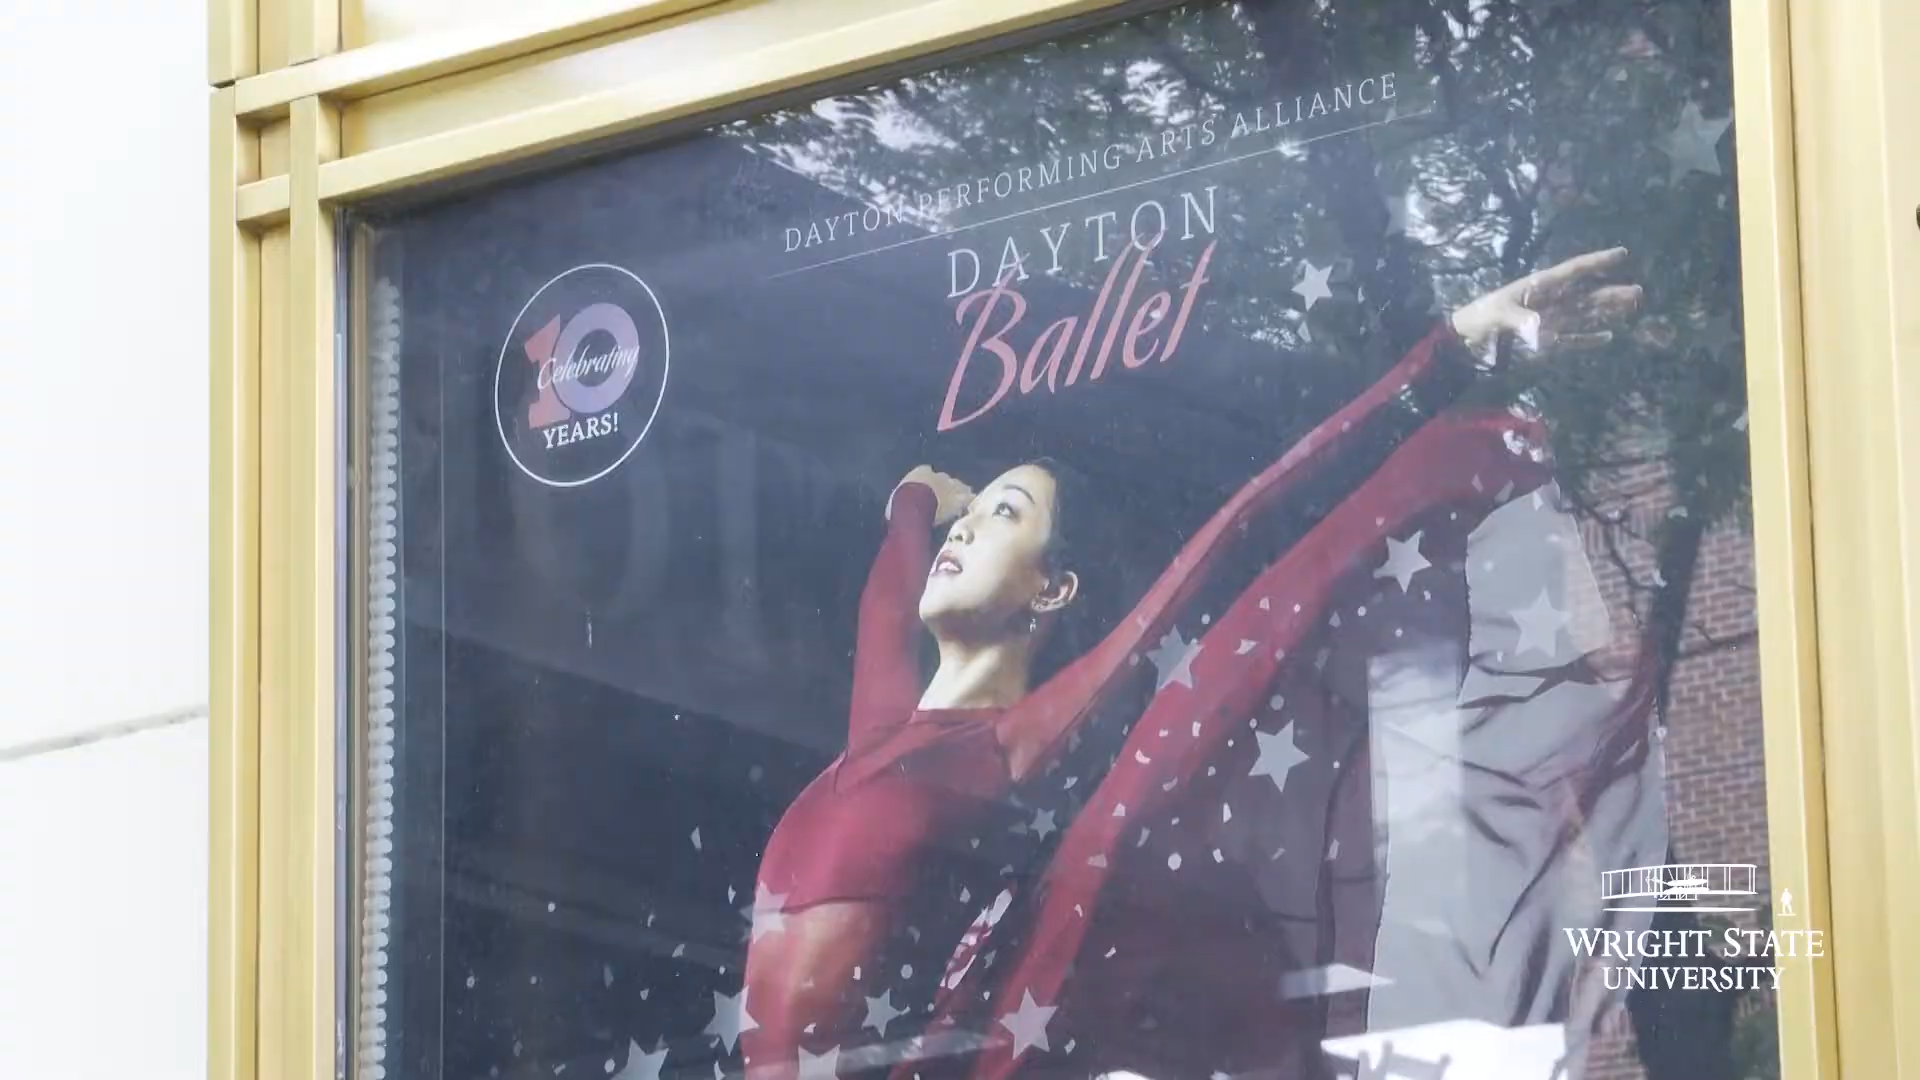 DAYTON PERFORMING ARTS ALLIANCE
DAYTON
Ballet
10
Celebrating
YEARS!
WRIGHT STATE
UNIVERSITY